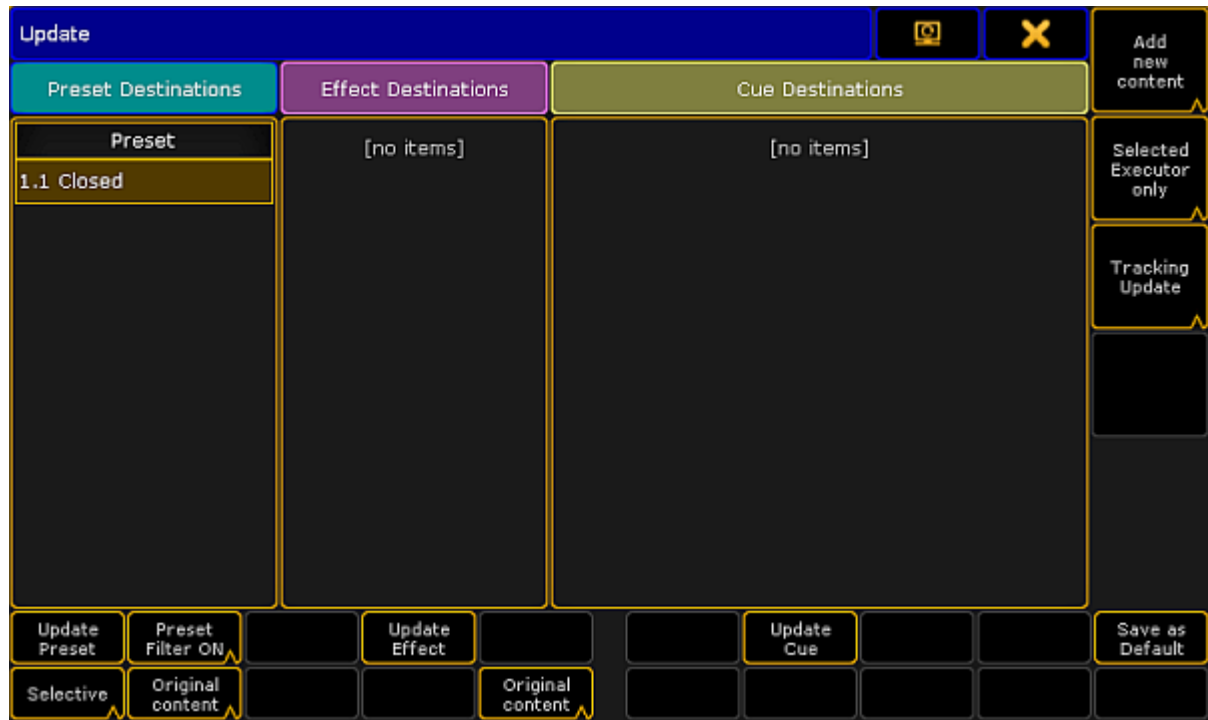 Update
Add
new
content
Preset Destinations
Effect Destinations
Cue Destinations
Preset
[no items]
[no items]
1.1 Closed
Selected
Executor
only
Tracking
Update
Update
Preset
Preset
Filter ON
Update
Effect
Update
Cue
Save as
Default
Selective
Original
content
Original
content